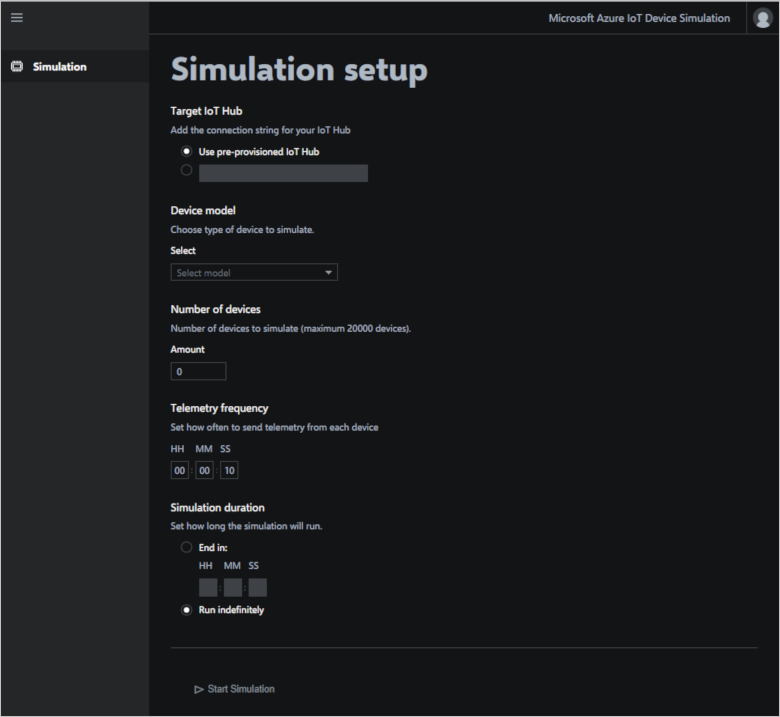 Microsoft Azure IoT Device Simulation
Simulation
Simulation setup
Target IoT Hub
Add the connection string for your IoT Hub
Use pre-provisioned IoT Hub
Device model
Choose type of device to simulate.
Select
Select model
Number of devices
Number of devices to simulate (maximum 20000 devices).
Amount
0
Telemetry frequency
Set how often to send telemetry from each device
HH MM SS
00 : 00 : 10
Simulation duration
Set how long the simulation will run.
End in:
HH MM SS
: :
Run indefinitely
Start Simulation